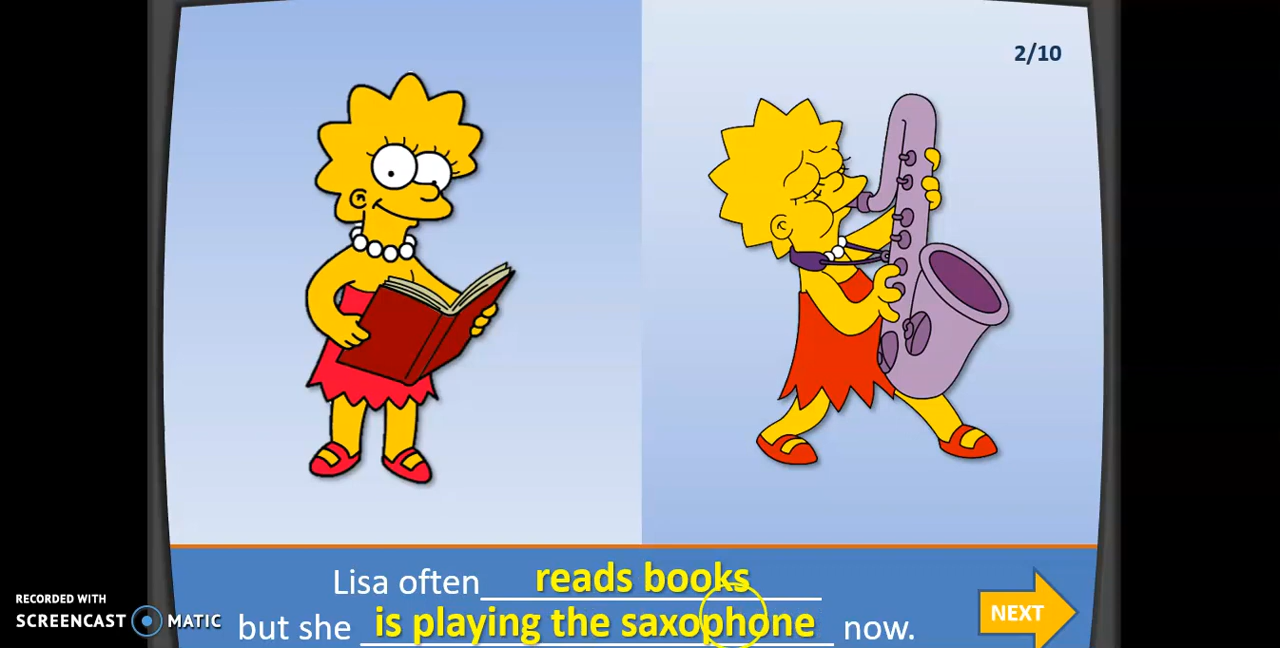 2/10
Lisa often reads books
but she is playing the saxophone now.
NEXT
RECORDED WITH
SCREENCAST MATIC